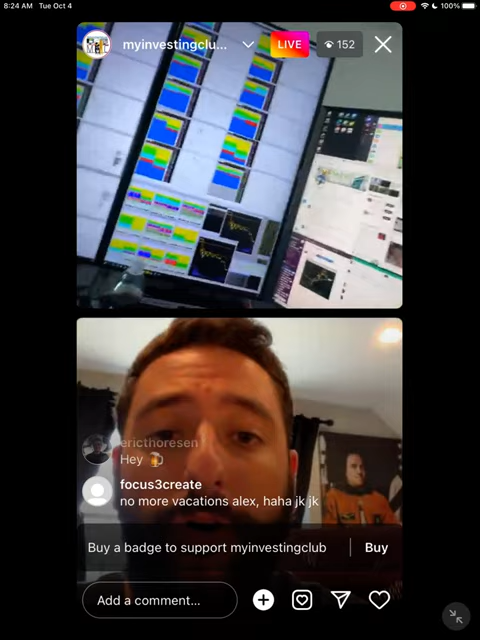 8:24 AM Tue Oct 4
100%
myinvestingclu...
LIVE
152
ericthoresen
Hey 🍻
focus3create
no more vacations alex, haha jk jk
Buy a badge to support myinvestingclub
Buy
Add a comment...